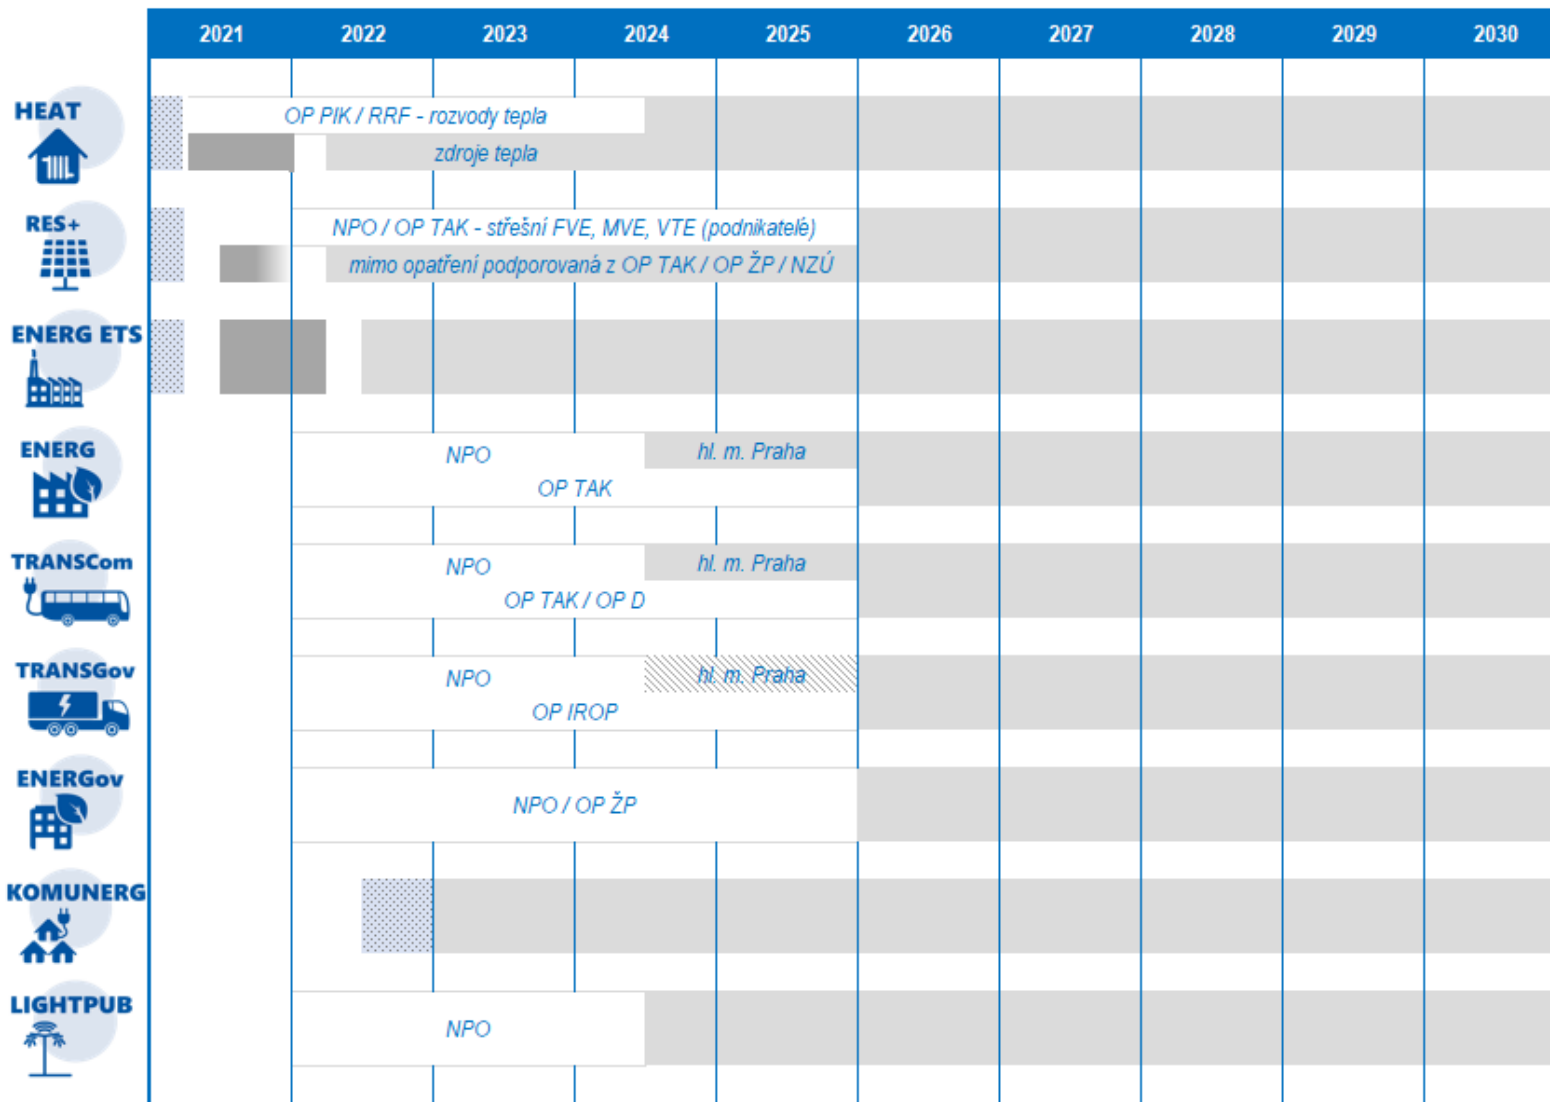 2021 2022 2023 2024 2025 2026 2027 2028 2029 2030
HEAT
OP PIK / RRF - rozvody tepla
zdroje tepla
RES+
NPO / OP TAK - střešní FVE, MVE, VTE (podnikatelé)
mimo opatření podporovaná z OP TAK / OP ŽP / NZÚ
ENERG ETS
ENERG
NPO
hl. m. Praha
OP TAK
TRANSCom
NPO
hl. m. Praha
OP TAK / OP D
TRANSGov
NPO
hl. m. Praha
OP IROP
ENERGov
NPO / OP ŽP
KOMUNERG
LIGHTPUB
NPO